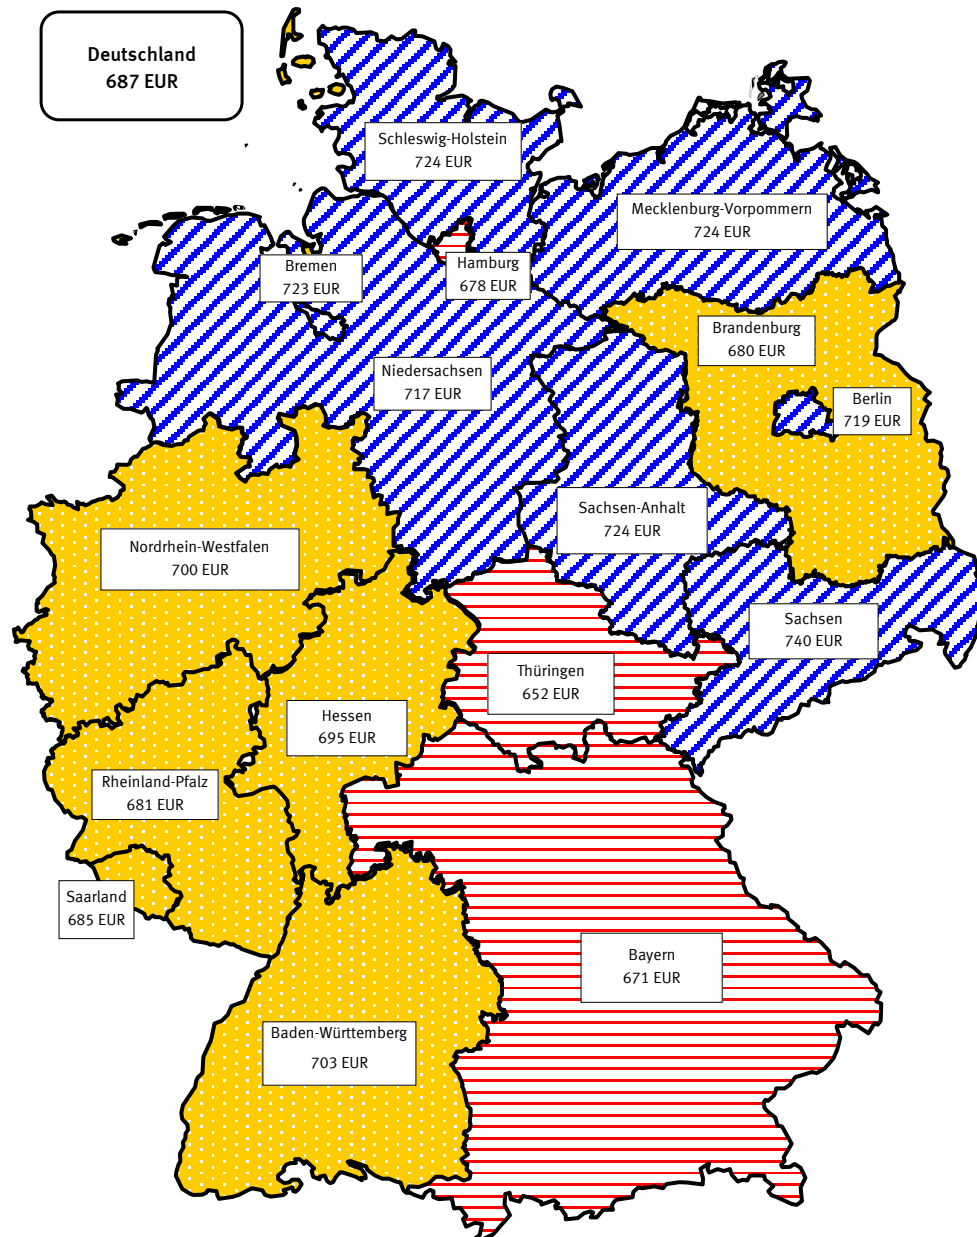 Deutschland
687 EUR
Schleswig-Holstein
724 EUR
Mecklenburg-Vorpommern
724 EUR
Bremen
723 EUR
Hamburg
678 EUR
Brandenburg
680 EUR
Niedersachsen
717 EUR
Berlin
719 EUR
Sachsen-Anhalt
724 EUR
Nordrhein-Westfalen
700 EUR
Sachsen
740 EUR
Thüringen
652 EUR
Hessen
695 EUR
Rheinland-Pfalz
681 EUR
Saarland
685 EUR
Bayern
671 EUR
Baden-Württemberg
703 EUR